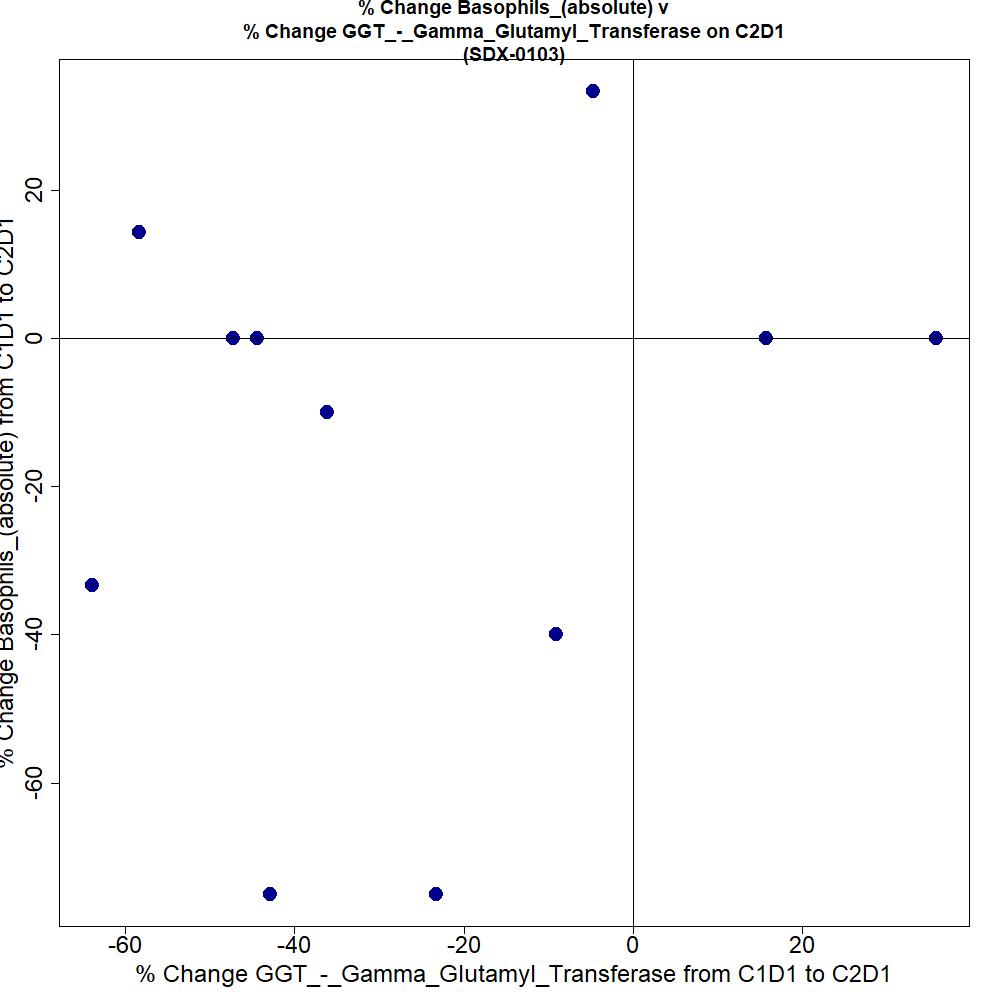 % Change Basophils_(absolute) v
% Change GGT_-_Gamma_Glutamyl_Transferase on C2D1
(SDX-0103)
% Change Basophils_(absolute) from C1D1 to C2D1
20
0
-20
-40
-60
-60
-40
-20
0
20
% Change GGT_-_Gamma_Glutamyl_Transferase from C1D1 to C2D1